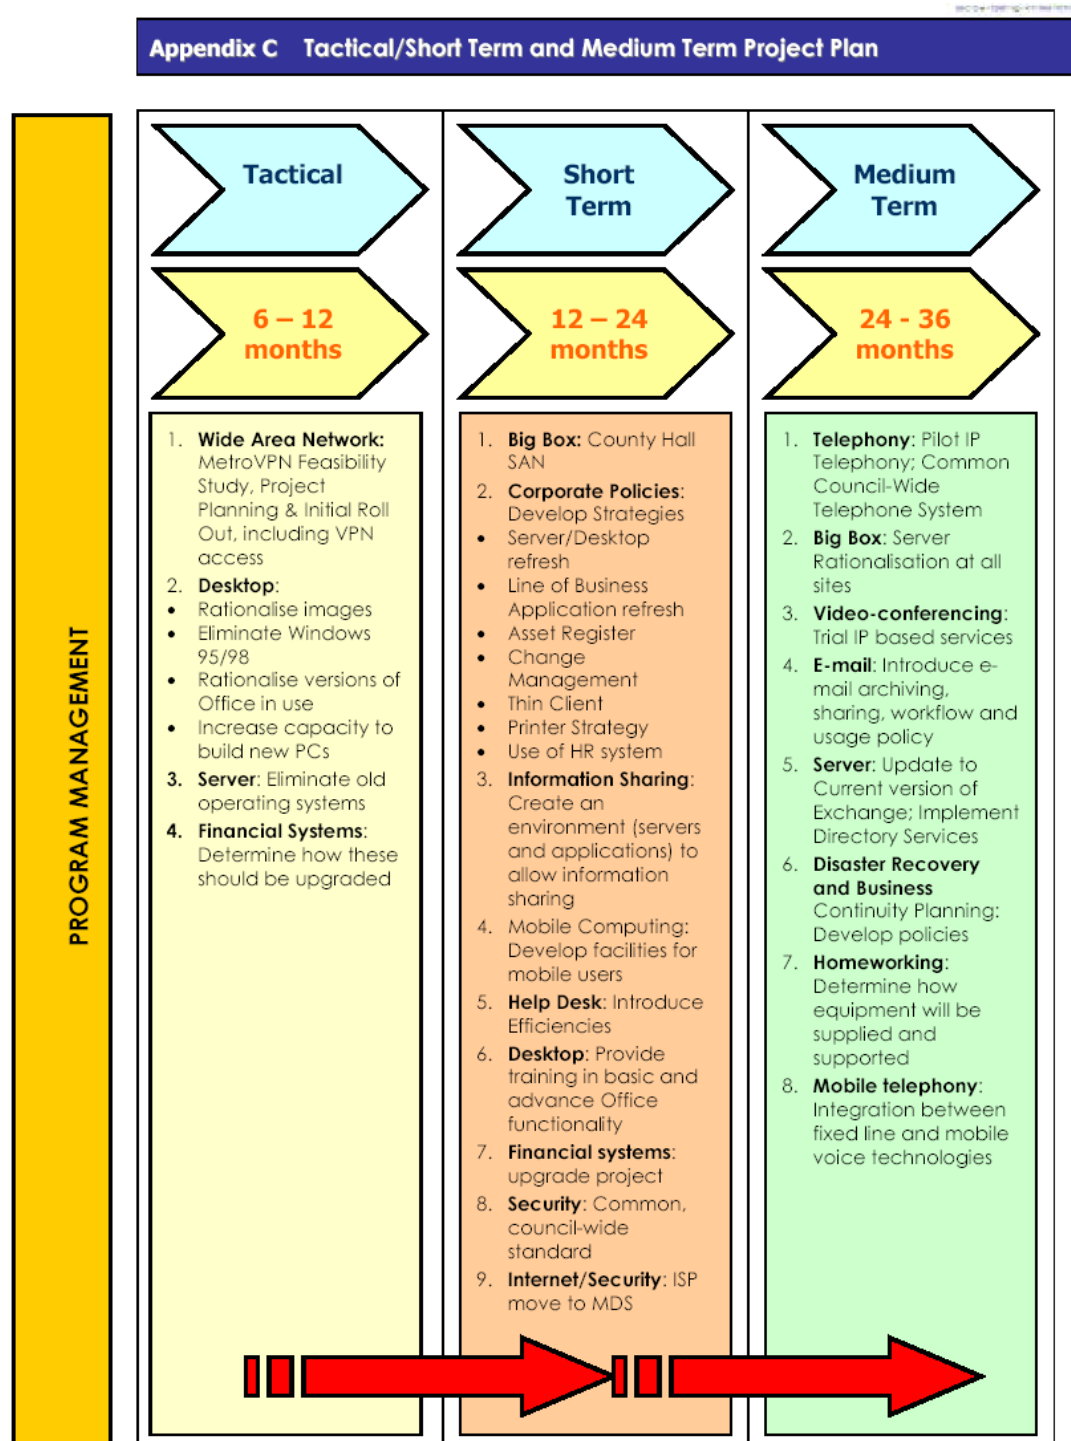 Appendix C Tactical/Short Term and Medium Term Project Plan
PROGRAM MANAGEMENT
Tactical
6 – 12
months
1. Wide Area Network:
MetroVPN Feasibility
Study, Project
Planning & Initial Roll
Out, including VPN
access
2. Desktop:
• Rationalise images
• Eliminate Windows
95/98
• Rationalise versions of
Office in use
• Increase capacity to
build new PCs
3. Server: Eliminate old
operating systems
4. Financial Systems:
Determine how these
should be upgraded
Short
Term
12 – 24
months
1. Big Box: County Hall
SAN
2. Corporate Policies:
Develop Strategies
• Server/Desktop
refresh
• Line of Business
Application refresh
• Asset Register
• Change
Management
• Thin Client
• Printer Strategy
• Use of HR system
3. Information Sharing:
Create an
environment (servers
and applications) to
allow information
sharing
4. Mobile Computing:
Develop facilities for
mobile users
5. Help Desk: Introduce
Efficiencies
6. Desktop: Provide
training in basic and
advance Office
functionality
7. Financial systems:
upgrade project
8. Security: Common,
council-wide
standard
9. Internet/Security: ISP
move to MDS
Medium
Term
24 - 36
months
1. Telephony: Pilot IP
Telephony; Common
Council-Wide
Telephone System
2. Big Box: Server
Rationalisation at all
sites
3. Video-conferencing:
Trial IP based services
4. E-mail: Introduce e-
mail archiving,
sharing, workflow and
usage policy
5. Server: Update to
Current version of
Exchange; Implement
Directory Services
6. Disaster Recovery
and Business
Continuity Planning:
Develop policies
7. Homeworking:
Determine how
equipment will be
supplied and
supported
8. Mobile telephony:
Integration between
fixed line and mobile
voice technologies